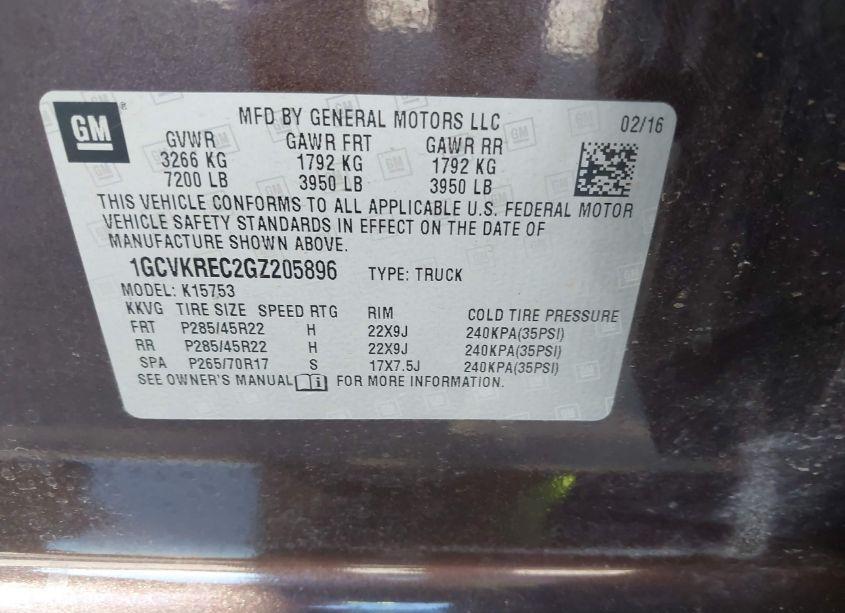 GM
MFD BY GENERAL MOTORS LLC 02/16
GVWR GAWR FRT GAWR RR
3266 KG 1792 KG 1792 KG
7200 LB 3950 LB 3950 LB
THIS VEHICLE CONFORMS TO ALL APPLICABLE U.S. FEDERAL MOTOR
VEHICLE SAFETY STANDARDS IN EFFECT ON THE DATE OF
MANUFACTURE SHOWN ABOVE.
1GCVKREC2GZ205896 TYPE: TRUCK
MODEL: K15753
KKVG TIRE SIZE SPEED RTG RIM COLD TIRE PRESSURE
FRT P285/45R22 H 22X9J 240KPA(35PSI)
RR P285/45R22 H 22X9J 240KPA(35PSI)
SPA P265/70R17 S 17X7.5J 240KPA(35PSI)
SEE OWNER'S MANUAL FOR MORE INFORMATION.